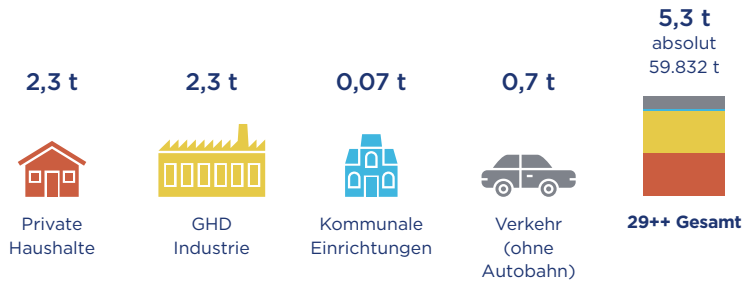 2,3 t
Private
Haushalte
2,3 t
GHD
Industrie
0,07 t
Kommunale
Einrichtungen
0,7 t
Verkehr
(ohne
Autobahn)
5,3 t
absolut
59.832 t
29++ Gesamt